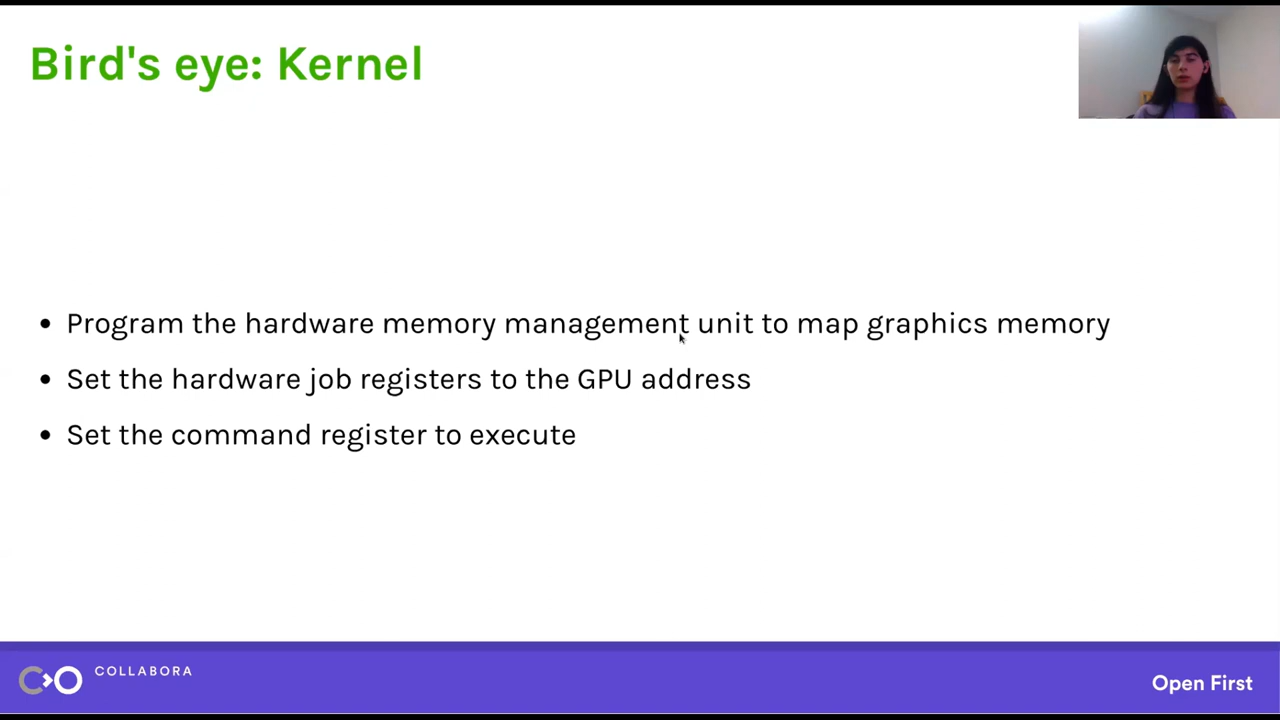 Bird's eye: Kernel
• Program the hardware memory management unit to map graphics memory
• Set the hardware job registers to the GPU address
• Set the command register to execute
COLLABORA
Open First